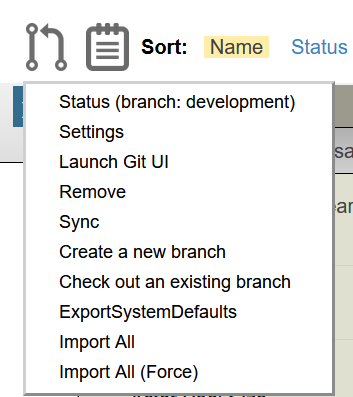 Sort: Name Status
Status (branch: development)
Settings
Launch Git UI
Remove
Sync
Create a new branch
Check out an existing branch
ExportSystemDefaults
Import All
Import All (Force)